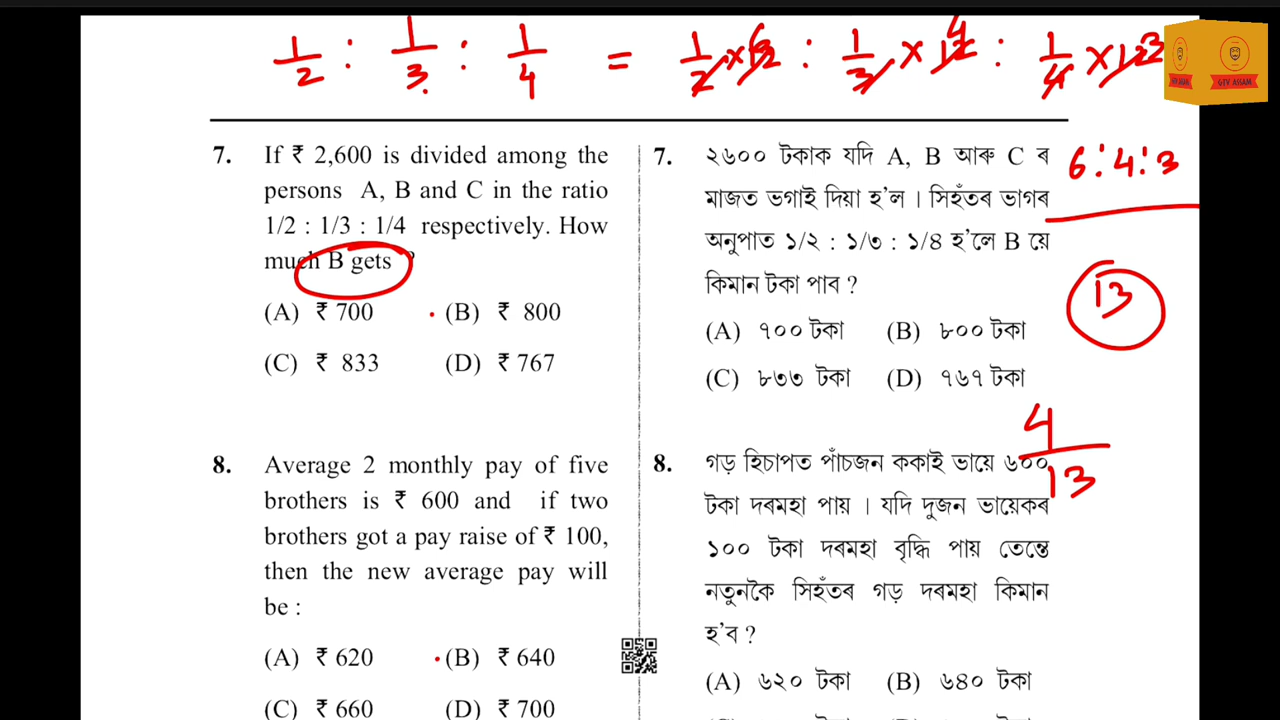 1/2 : 1/3 : 1/4 = 1/2 × 6 : 1/3 × 4 : 1/4 × 12 3
GTV ASSAM
7. If ₹ 2,600 is divided among the
persons A, B and C in the ratio
1/2 : 1/3 : 1/4 respectively. How
much B gets ?
(A) ₹ 700 (B) ₹ 800
(C) ₹ 833 (D) ₹ 767
8. Average 2 monthly pay of five
brothers is ₹ 600 and if two
brothers got a pay raise of ₹ 100,
then the new average pay will
be :
(A) ₹ 620 (B) ₹ 640
(C) ₹ 660 (D) ₹ 700
7. ২৬০০ টকাক যদি A, B আৰু C ৰ
মাজত ভগাই দিয়া হ’ল । সিহঁতৰ ভাগৰ
অনুপাত ১/২ : ১/৩ : ১/৪ হ’লে B য়ে
কিমান টকা পাব ?
(A) ৭০০ টকা (B) ৮০০ টকা
(C) ৮৩৩ টকা (D) ৭৬৭ টকা
6:4:3
13
4/13
8. গড় হিচাপত পাঁচজন ককাই ভায়ে ৬০০
টকা দৰমহা পায় । যদি দুজন ভায়েকৰ
১০০ টকা দৰমহা বৃদ্ধি পায় তেন্তে
নতুনকৈ সিহঁতৰ গড় দৰমহা কিমান
হ’ব ?
(A) ৬২০ টকা (B) ৬৪০ টকা